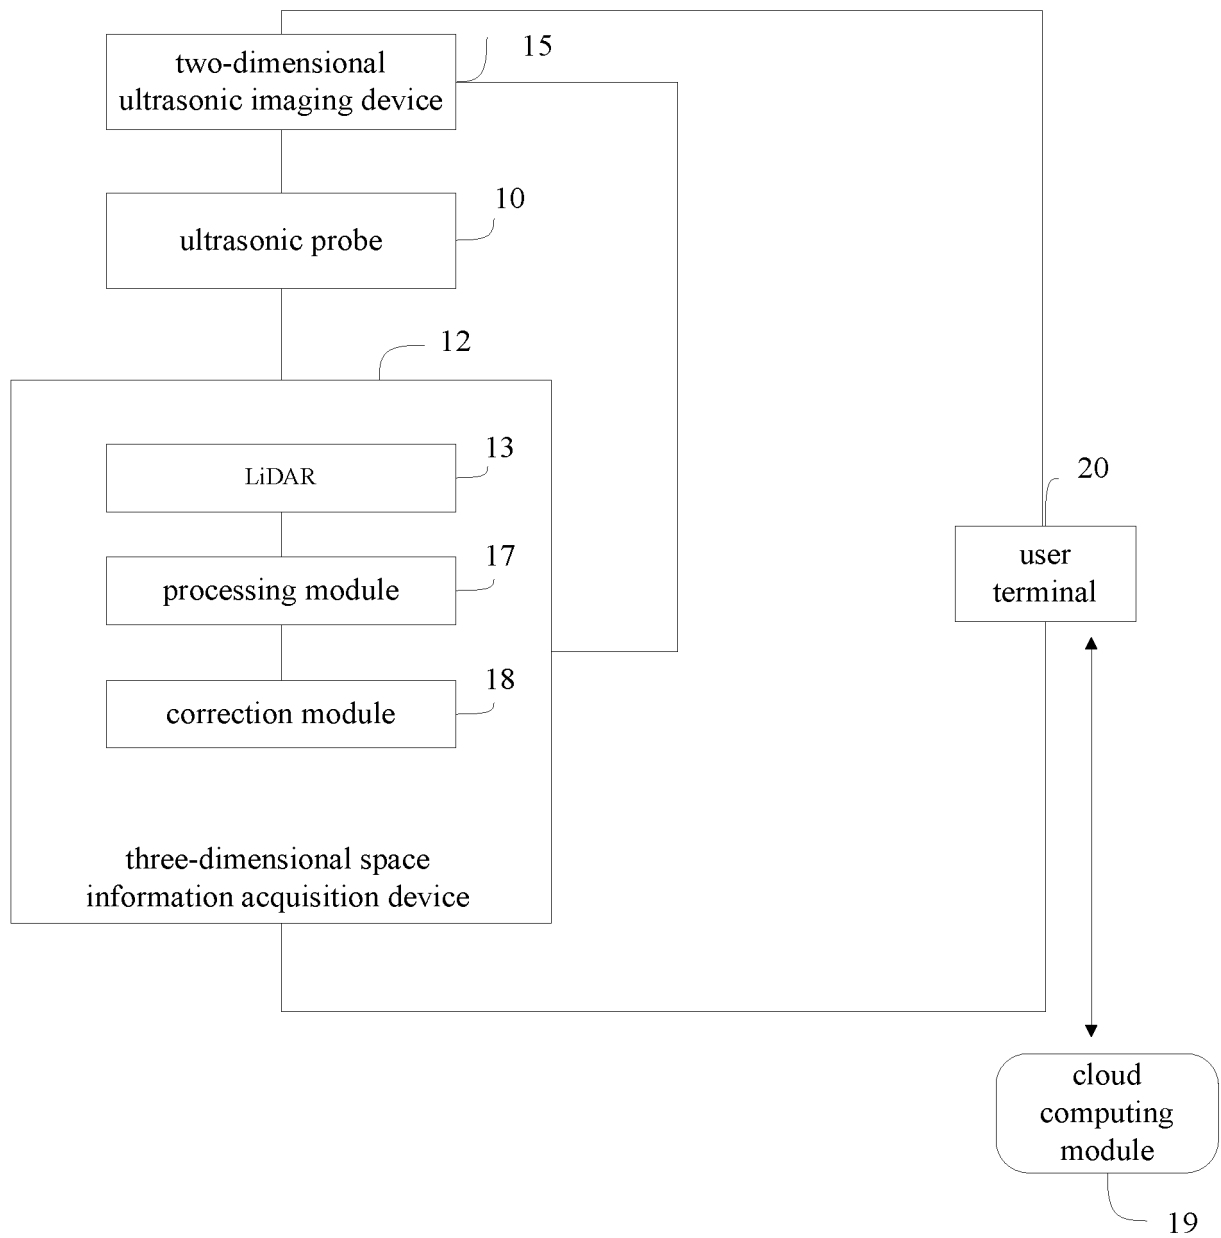 two-dimensional
ultrasonic imaging device
15
ultrasonic probe
10
12
LiDAR
13
processing module
17
correction module
18
three-dimensional space
information acquisition device
20
user
terminal
cloud
computing
module
19